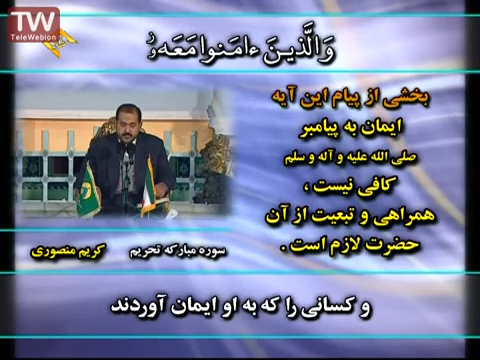 TW
TeleWebion
وَالَّذِينَ ءامَنوا مَعَهُ
بخشی از پیام این آیه
ایمان به پیامبر
صلی الله علیه و آله و سلم
کافی نیست ،
همراهی و تبعیت از آن
حضرت لازم است .
سوره مبارکه تحریم
کریم منصوری
و کسانی را که به او ایمان آوردند